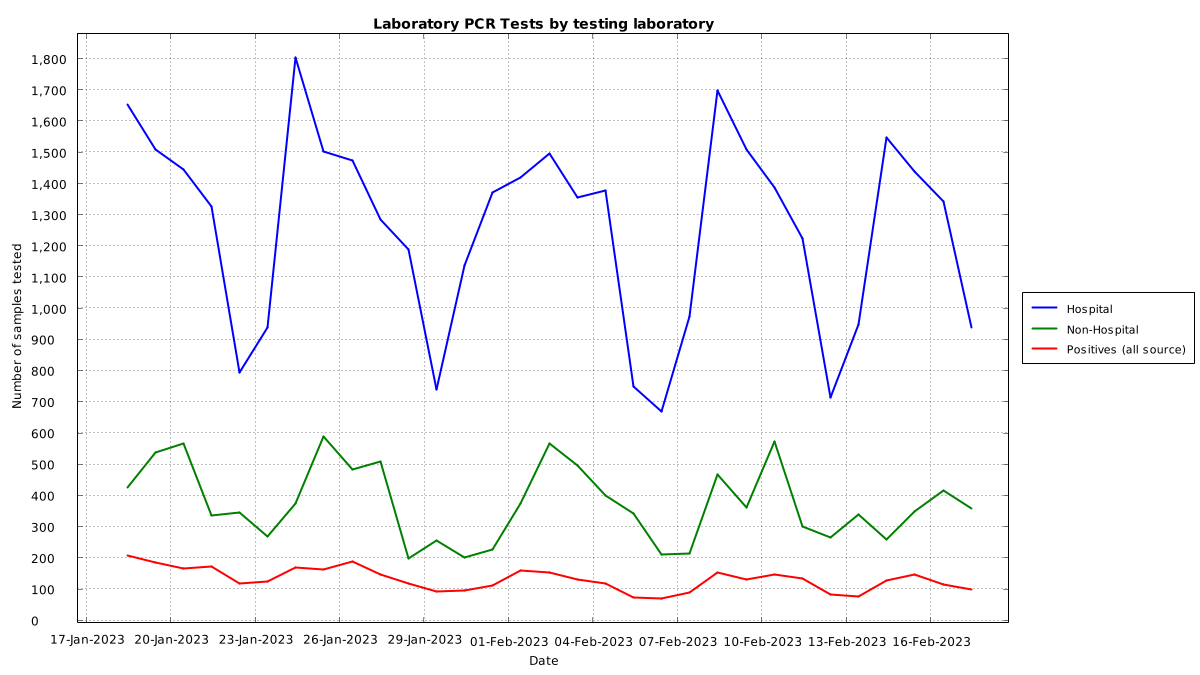 Laboratory PCR Tests by testing laboratory
Number of samples tested
1,800
1,700
1,600
1,500
1,400
1,300
1,200
1,100
1,000
900
800
700
600
500
400
300
200
100
0
17-Jan-2023 20-Jan-2023 23-Jan-2023 26-Jan-2023 29-Jan-2023 01-Feb-2023 04-Feb-2023 07-Feb-2023 10-Feb-2023 13-Feb-2023 16-Feb-2023
Date
Hospital
Non-Hospital
Positives (all source)